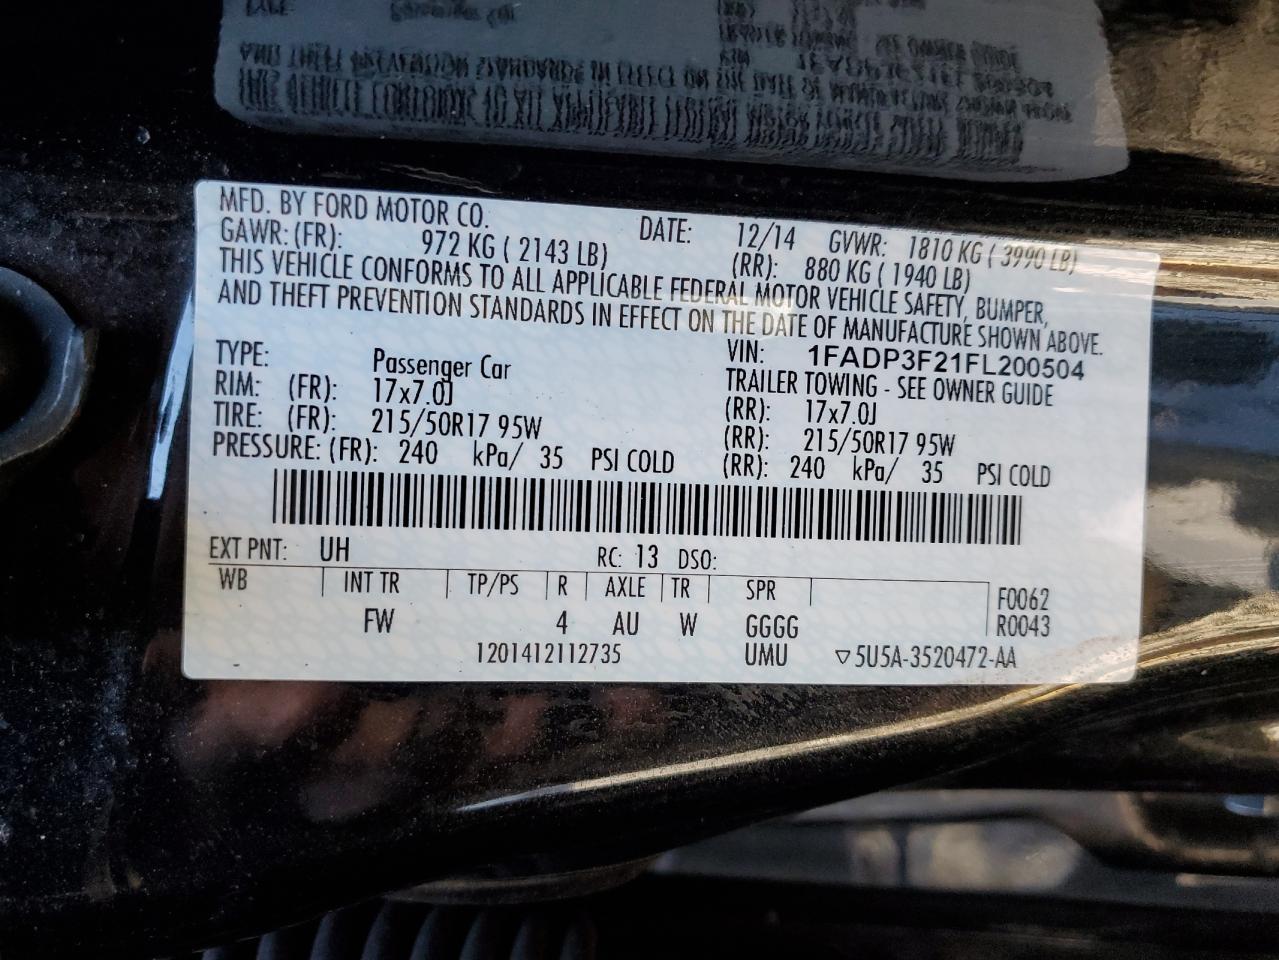 MFD. BY FORD MOTOR CO. DATE: 12/14 GVWR: 1810 KG ( 3990 LB)
GAWR: (FR): 972 KG ( 2143 LB) (RR): 880 KG ( 1940 LB)
THIS VEHICLE CONFORMS TO ALL APPLICABLE FEDERAL MOTOR VEHICLE SAFETY, BUMPER,
AND THEFT PREVENTION STANDARDS IN EFFECT ON THE DATE OF MANUFACTURE SHOWN ABOVE.
VIN: 1FADP3F21FL200504
TYPE: Passenger Car TRAILER TOWING - SEE OWNER GUIDE
RIM: (FR): 17x7.0J (RR): 17x7.0J
TIRE: (FR): 215/50R17 95W (RR): 215/50R17 95W
PRESSURE: (FR): 240 kPa/ 35 PSI COLD (RR): 240 kPa/ 35 PSI COLD
EXT PNT: UH RC: 13 DSO:
WB INT TR TP/PS R AXLE TR SPR F0062
FW 4 AU W GGGG R0043
1201412112735 UMU ▽5U5A-3520472-AA